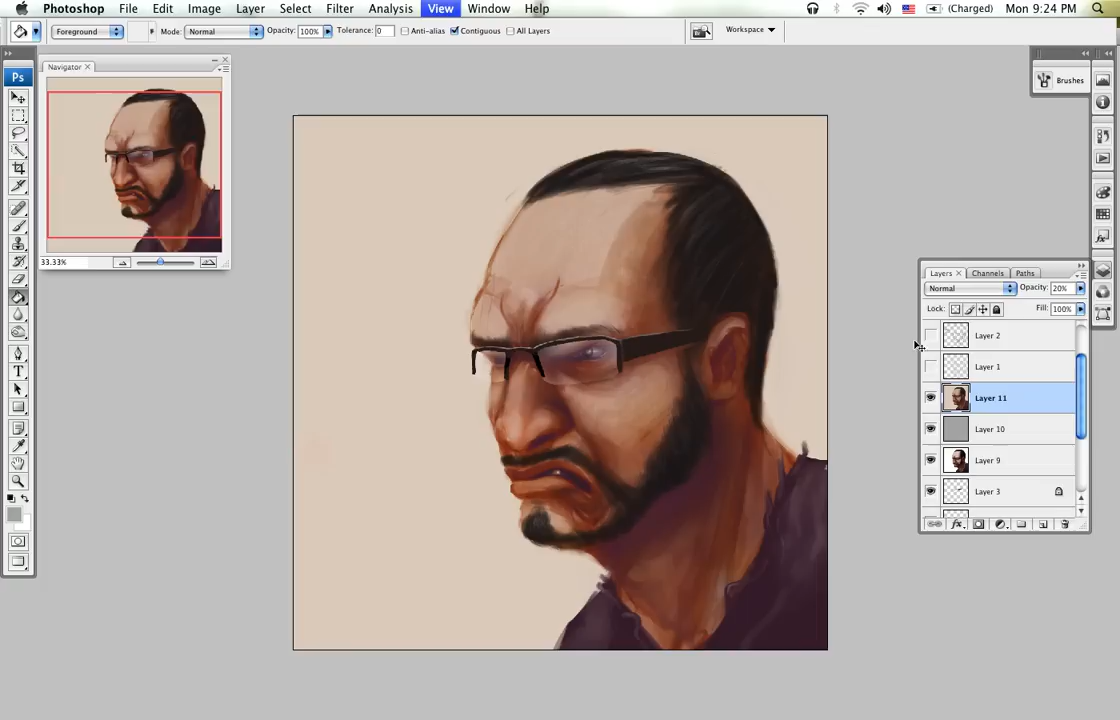 Photoshop File Edit Image Layer Select Filter Analysis View Window Help (Charged) Mon 9:24 PM
Foreground Mode: Normal Opacity: 100% Tolerance: 0 Anti-alias Contiguous All Layers Workspace
Navigator
Ps
Brushes
33.33%
Layers Channels Paths
Normal Opacity: 20%
Lock: Fill: 100%
Layer 2
Layer 1
Layer 11
Layer 10
Layer 9
Layer 3
T
fx